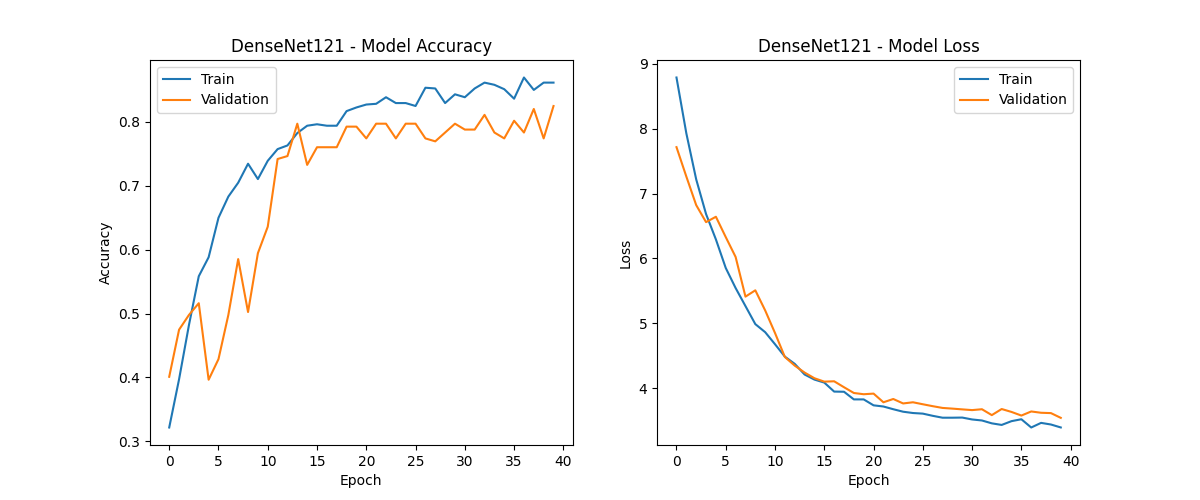 DenseNet121 - Model Accuracy
Train
Validation
Accuracy
0.8
0.7
0.6
0.5
0.4
0.3
0 5 10 15 20 25 30 35 40
Epoch
DenseNet121 - Model Loss
Train
Validation
Loss
9
8
7
6
5
4
0 5 10 15 20 25 30 35 40
Epoch